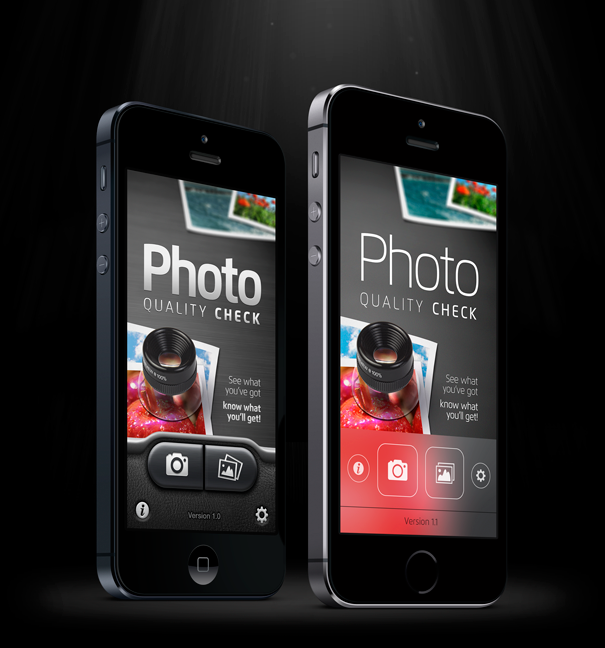 Photo
QUALITY CHECK
See what
you've got
know what
you'll get!
Version 1.0
Photo
QUALITY CHECK
See what
you've got
know what
you'll get!
Version 1.1